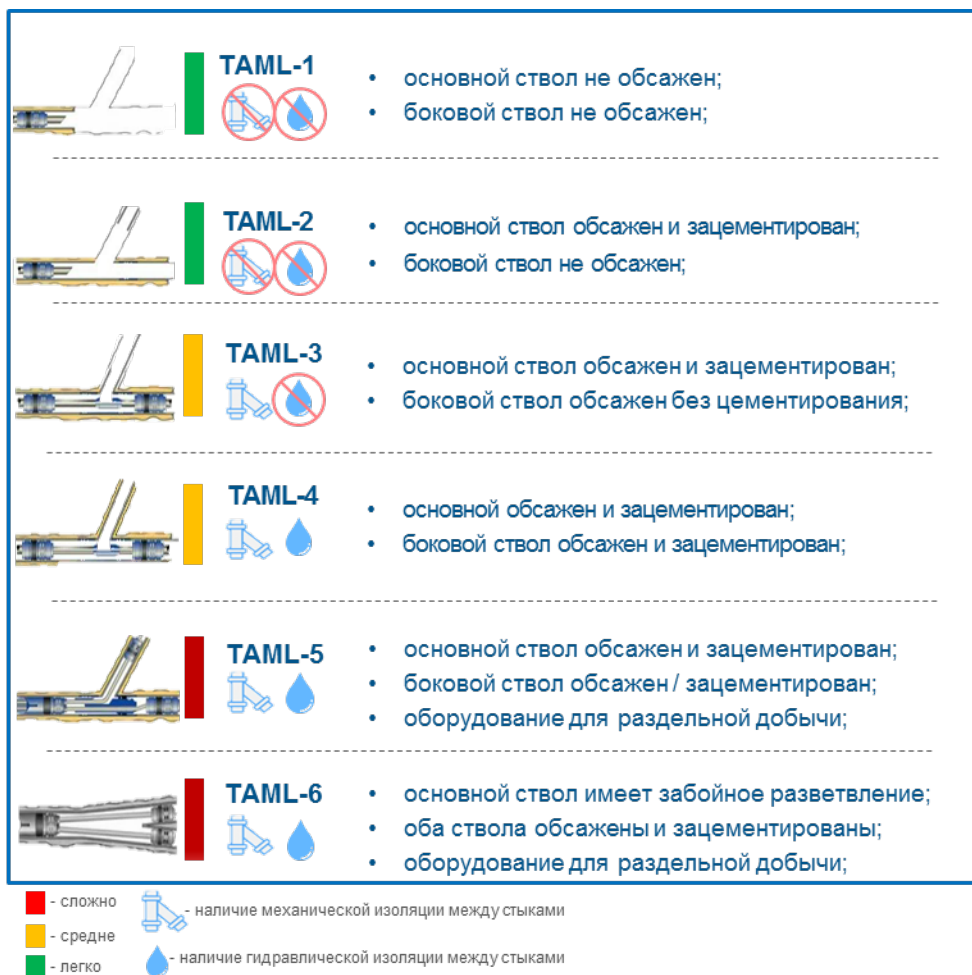 TAML-1
• основной ствол не обсажен;
• боковой ствол не обсажен;
TAML-2
• основной ствол обсажен и зацементирован;
• боковой ствол не обсажен;
TAML-3
• основной ствол обсажен и зацементирован;
• боковой ствол обсажен без цементирования;
TAML-4
• основной обсажен и зацементирован;
• боковой ствол обсажен и зацементирован;
TAML-5
• основной ствол обсажен и зацементирован;
• боковой ствол обсажен / зацементирован;
• оборудование для раздельной добычи;
TAML-6
• основной ствол имеет забойное разветвление;
• оба ствола обсажены и зацементированы;
• оборудование для раздельной добычи;
- сложно
- средне
- легко
- наличие механической изоляции между стыками
- наличие гидравлической изоляции между стыками